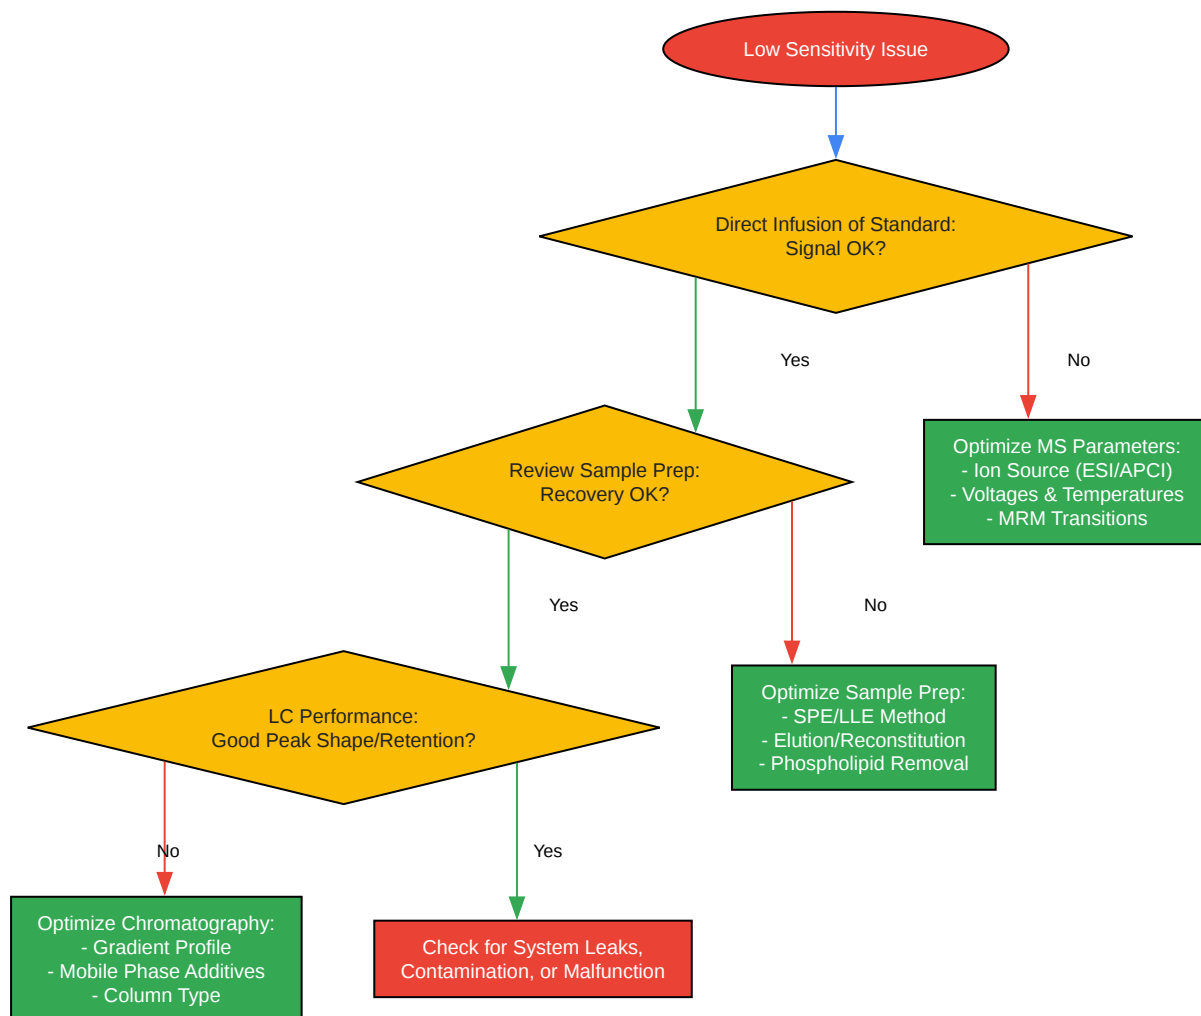 Low Sensitivity Issue
Direct Infusion of Standard:
Signal OK?
Yes
No
Review Sample Prep:
Recovery OK?
Optimize MS Parameters:
- Ion Source (ESI/APCI)
- Voltages & Temperatures
- MRM Transitions
Yes
No
LC Performance:
Good Peak Shape/Retention?
Optimize Sample Prep:
- SPE/LLE Method
- Elution/Reconstitution
- Phospholipid Removal
No
Yes
Optimize Chromatography:
- Gradient Profile
- Mobile Phase Additives
- Column Type
Check for System Leaks,
Contamination, or Malfunction